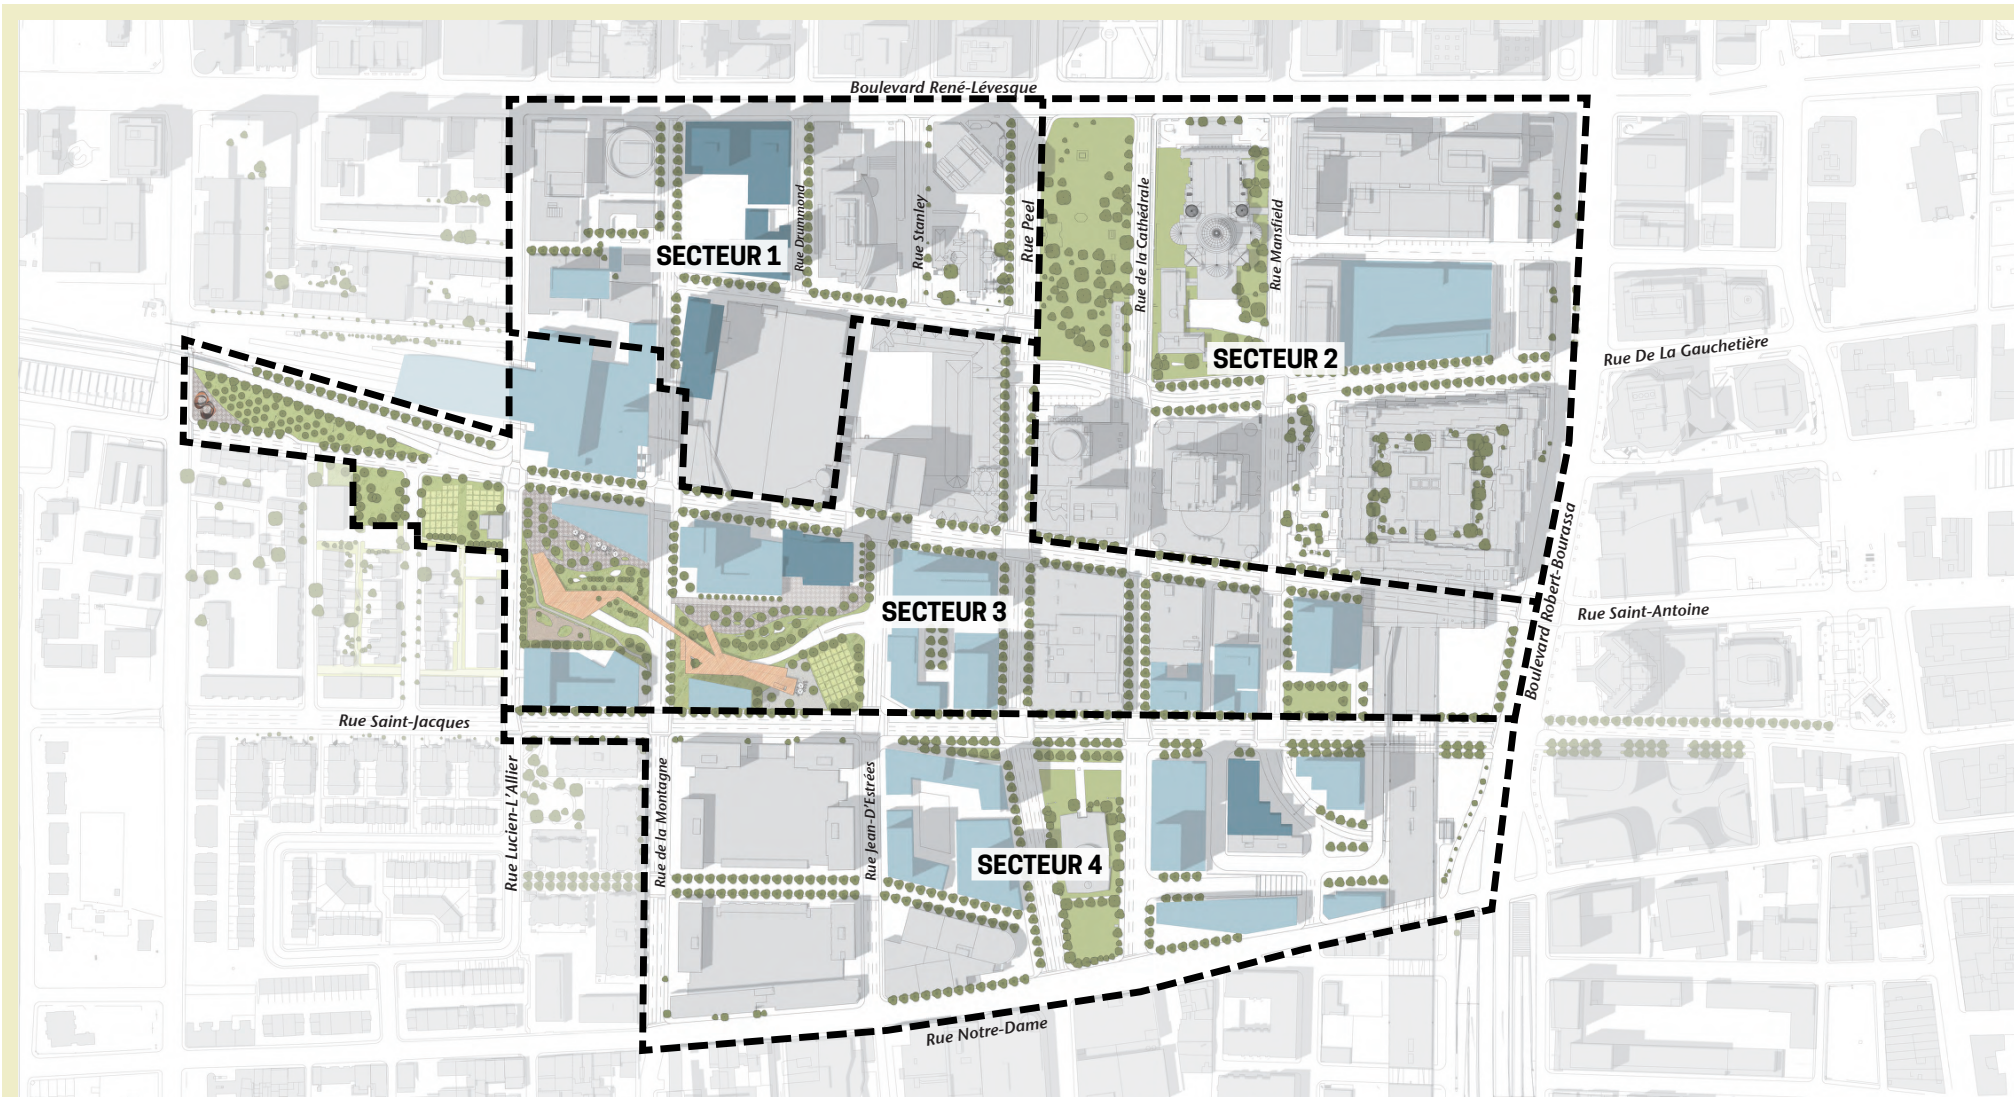 Boulevard René-Lévesque
Rue Drummond
Rue Stanley
Rue Peel
Rue de la Cathédrale
Rue Mansfield
SECTEUR 1
SECTEUR 2
Rue De La Gauchetière
Boulevard Robert-Bourassa
SECTEUR 3
Rue Saint-Antoine
Rue Saint-Jacques
Rue Lucien-L'Allier
Rue de la Montagne
Rue Jean-D'Estrées
SECTEUR 4
Rue Notre-Dame